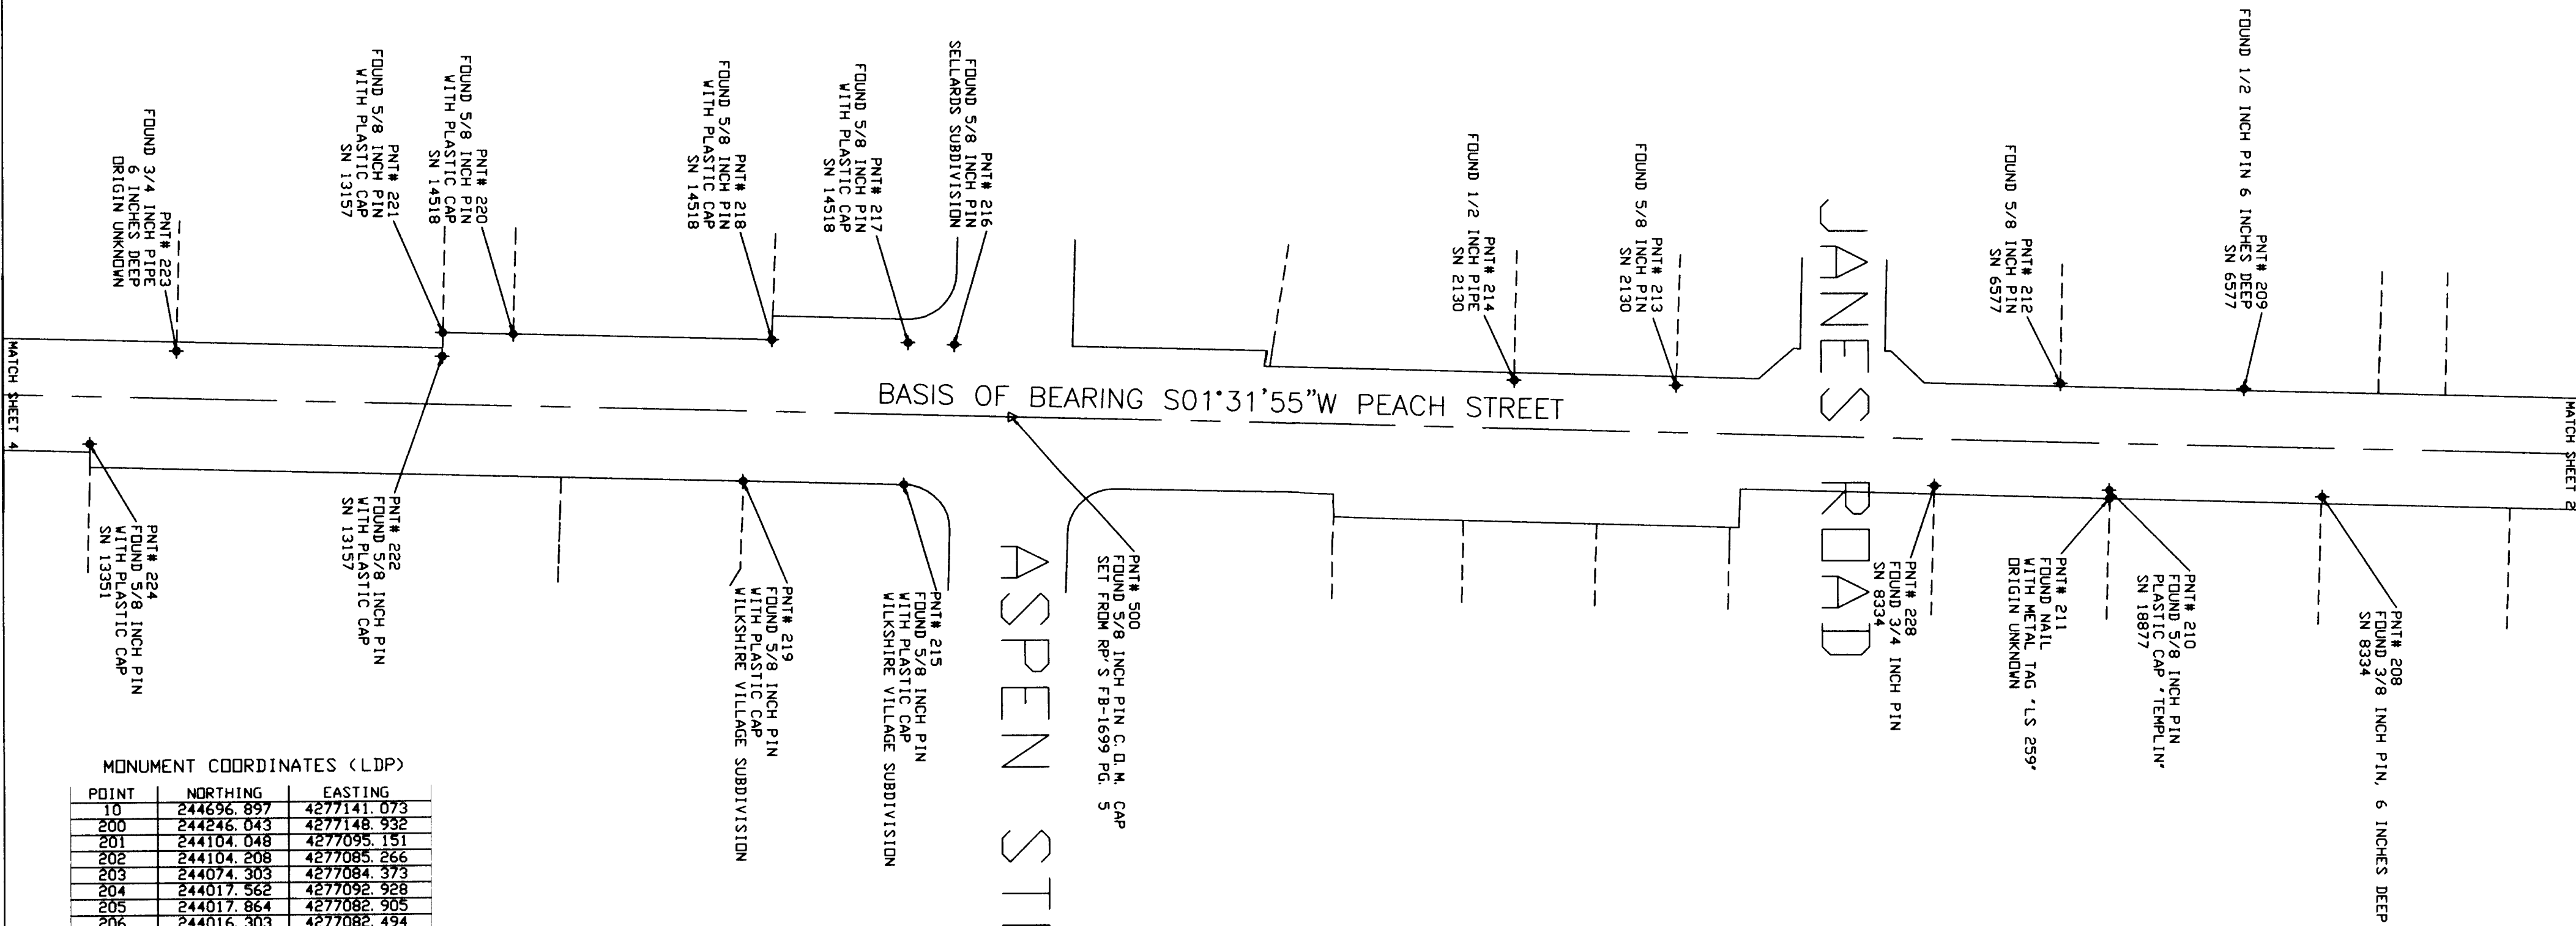 FOUND 1/2 INCH PIN 6 INCHES DEEP
PNT# 209
SN 6577
PNT# 212
FOUND 5/8 INCH PIN
SN 6577
PNT# 213
FOUND 5/8 INCH PIN
SN 2130
PNT# 214
FOUND 1/2 INCH PIPE
SN 2130
PNT# 216
FOUND 5/8 INCH PIN
SELLARDS SUBDIVISION
PNT# 217
FOUND 5/8 INCH PIN
WITH PLASTIC CAP
SN 14518
PNT# 218
FOUND 5/8 INCH PIN
WITH PLASTIC CAP
SN 14518
PNT# 220
FOUND 5/8 INCH PIN
WITH PLASTIC CAP
SN 14518
PNT# 221
FOUND 5/8 INCH PIN
WITH PLASTIC CAP
SN 13157
PNT# 223
FOUND 3/4 INCH PIPE
6 INCHES DEEP
ORIGIN UNKNOWN
JANES ROAD
MATCH SHEET 2
MATCH SHEET 4
BASIS OF BEARING S01°31'55"W PEACH STREET
PNT# 208
FOUND 3/8 INCH PIN, 6 INCHES DEEP
SN 8334
PNT# 210
FOUND 5/8 INCH PIN
PLASTIC CAP "TEMPLIN"
SN 18877
PNT# 211
FOUND NAIL
WITH METAL TAG "LS 259"
ORIGIN UNKNOWN
PNT# 228
FOUND 3/4 INCH PIN
SN 8334
PNT# 500
FOUND 5/8 INCH PIN C.O.M. CAP
SET FROM RP'S FB-1699 PG. 5
ASPEN ST
PNT# 215
FOUND 5/8 INCH PIN
WITH PLASTIC CAP
WILKSHIRE VILLAGE SUBDIVISION
PNT# 219
FOUND 5/8 INCH PIN
WITH PLASTIC CAP
WILKSHIRE VILLAGE SUBDIVISION
PNT# 222
FOUND 5/8 INCH PIN
WITH PLASTIC CAP
SN 13157
PNT# 224
FOUND 5/8 INCH PIN
WITH PLASTIC CAP
SN 13351
MONUMENT COORDINATES (LDP)
POINT NORTHING EASTING
10 244696.897 4277141.073
200 244246.043 4277148.932
201 244104.048 4277095.151
202 244104.208 4277085.266
203 244074.303 4277084.373
204 244017.562 4277092.928
205 244017.864 4277082.905
206 244016.303 4277082.494